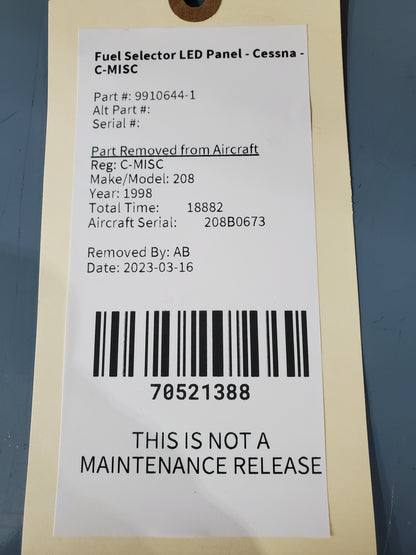 Fuel Selector LED Panel - Cessna -
C-MISC
Part #: 9910644-1
Alt Part #:
Serial #:
Part Removed from Aircraft
Reg: C-MISC
Make/Model: 208
Year: 1998
Total Time: 18882
Aircraft Serial: 208B0673
Removed By: AB
Date: 2023-03-16
70521388
THIS IS NOT A
MAINTENANCE RELEASE